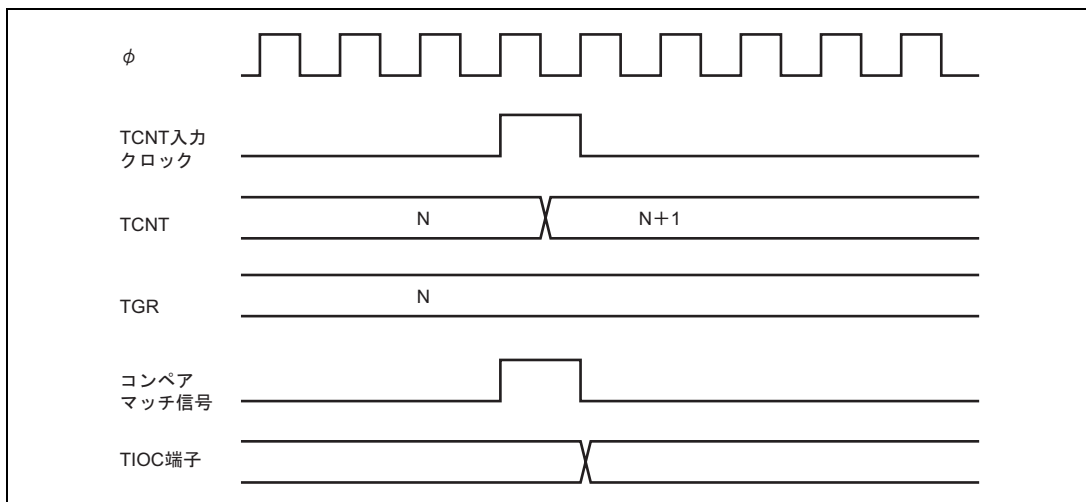 φ
TCNT入力
クロック
TCNT
N
N＋1
TGR
N
コンペア
マッチ信号
TIOC端子